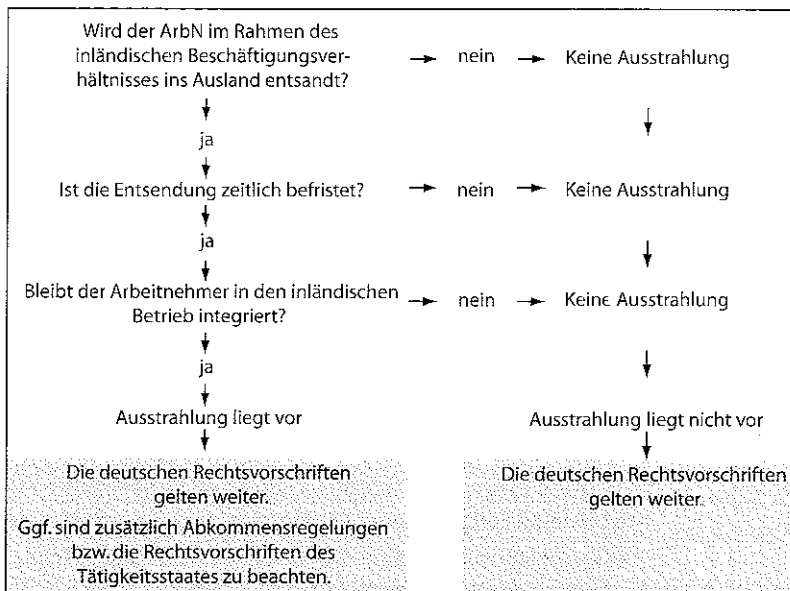 Wird der ArbN im Rahmen des
inländischen Beschäftigungsver-
hältnisses ins Ausland entsandt?
nein
Keine Ausstrahlung
ja
Ist die Entsendung zeitlich befristet?
nein
Keine Ausstrahlung
ja
Bleibt der Arbeitnehmer in den inländischen
Betrieb integriert?
nein
Keine Ausstrahlung
ja
Ausstrahlung liegt vor
Ausstrahlung liegt nicht vor
Die deutschen Rechtsvorschriften
gelten weiter.
Ggf. sind zusätzlich Abkommensregelungen
bzw. die Rechtsvorschriften des
Tätigkeitsstaates zu beachten.
Die deutschen Rechtsvorschriften
gelten weiter.